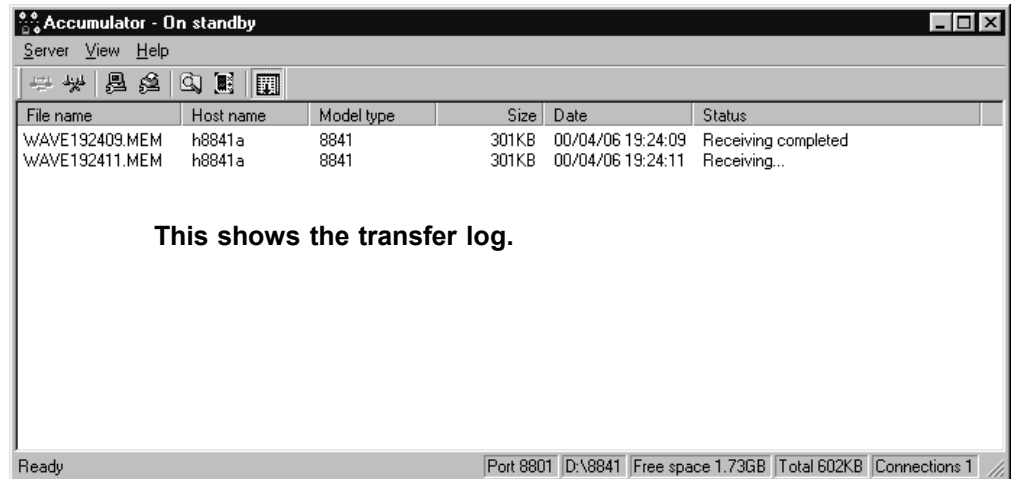 Accumulator - On standby
Server View Help
File name Host name Model type Size Date Status
WAVE192409.MEM h8841a 8841 301KB 00/04/06 19:24:09 Receiving completed
WAVE192411.MEM h8841a 8841 301KB 00/04/06 19:24:11 Receiving...
This shows the transfer log.
Ready Port 8801 D:\8841 Free space 1.73GB Total 602KB Connections 1